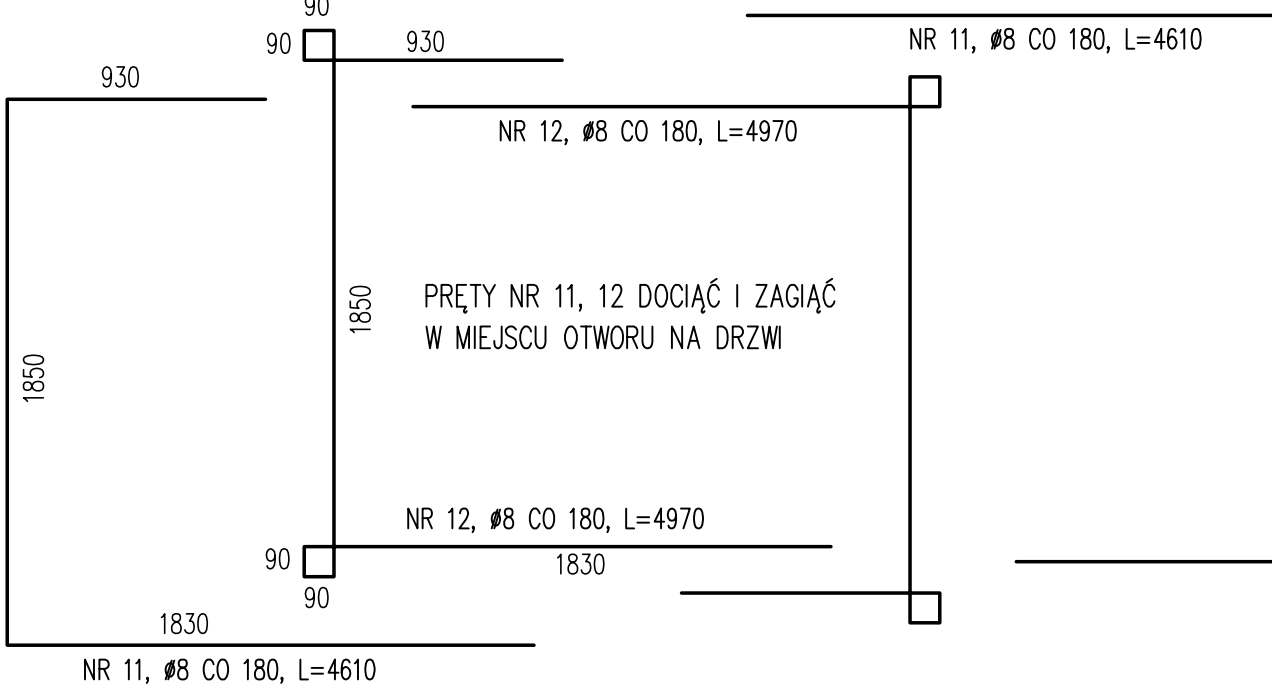 90
90
930
NR 11, ø8 CO 180, L=4610
930
NR 12, ø8 CO 180, L=4970
1850
PRĘTY NR 11, 12 DOCIĄĆ I ZAGIĄĆ
W MIEJSCU OTWORU NA DRZWI
1850
NR 12, ø8 CO 180, L=4970
90
1830
90
1830
NR 11, ø8 CO 180, L=4610